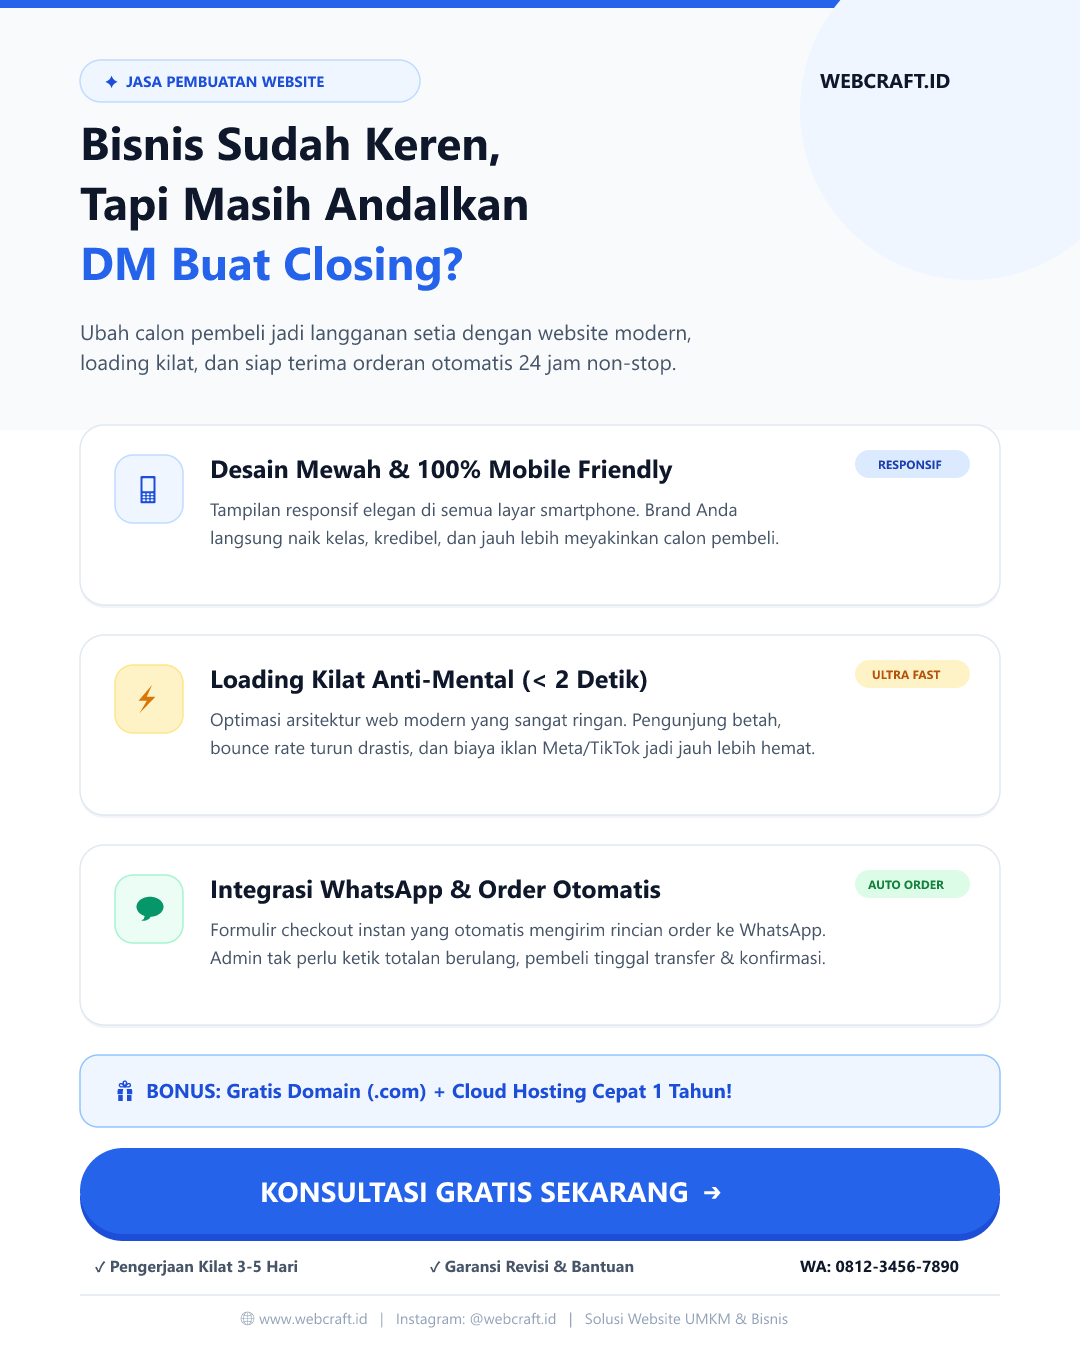 ✦ JASA PEMBUATAN WEBSITE
WEBCRAFT.ID
Bisnis Sudah Keren,
Tapi Masih Andalkan
DM Buat Closing?
Ubah calon pembeli jadi langganan setia dengan website modern,
loading kilat, dan siap terima orderan otomatis 24 jam non-stop.
Desain Mewah & 100% Mobile Friendly
RESPONSIF
Tampilan responsif elegan di semua layar smartphone. Brand Anda
langsung naik kelas, kredibel, dan jauh lebih meyakinkan calon pembeli.
Loading Kilat Anti-Mental (< 2 Detik)
ULTRA FAST
Optimasi arsitektur web modern yang sangat ringan. Pengunjung betah,
bounce rate turun drastis, dan biaya iklan Meta/TikTok jadi jauh lebih hemat.
Integrasi WhatsApp & Order Otomatis
AUTO ORDER
Formulir checkout instan yang otomatis mengirim rincian order ke WhatsApp.
Admin tak perlu ketik totalan berulang, pembeli tinggal transfer & konfirmasi.
BONUS: Gratis Domain (.com) + Cloud Hosting Cepat 1 Tahun!
KONSULTASI GRATIS SEKARANG ➔
✓ Pengerjaan Kilat 3-5 Hari
✓ Garansi Revisi & Bantuan
WA: 0812-3456-7890
www.webcraft.id | Instagram: @webcraft.id | Solusi Website UMKM & Bisnis